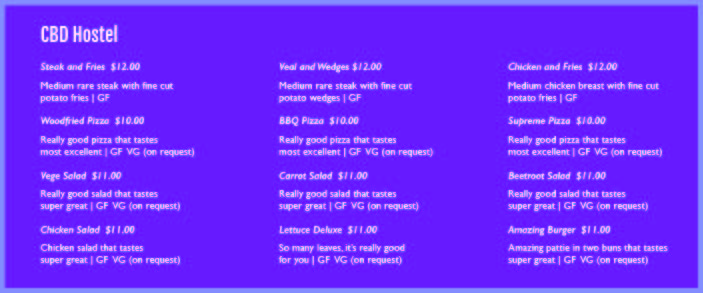 CBD Hostel
Steak and Fries $12.00
Medium rare steak with fine cut
potato fries | GF
Woodfried Pizza $10.00
Really good pizza that tastes
most excellent | GF VG (on request)
Vege Salad $11.00
Really good salad that tastes
super great | GF VG (on request)
Chicken Salad $11.00
Chicken salad that tastes
super great | GF VG (on request)
Veal and Wedges $12.00
Medium rare steak with fine cut
potato wedges | GF
BBQ Pizza $10.00
Really good pizza that tastes
most excellent | GF VG (on request)
Carrot Salad $11.00
Really good salad that tastes
super great | GF VG (on request)
Lettuce Deluxe $11.00
So many leaves, it's really good
for you | GF VG (on request)
Chicken and Fries $12.00
Medium chicken breast with fine cut
potato fries | GF
Supreme Pizza $10.00
Really good pizza that tastes
most excellent | GF VG (on request)
Beetroot Salad $11.00
Really good salad that tastes
super great | GF VG (on request)
Amazing Burger $11.00
Amazing pattie in two buns that tastes
super great | GF VG (on request)